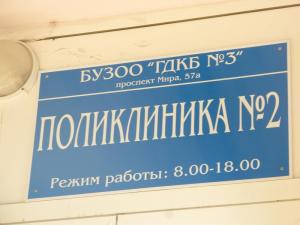 БУЗОО "ГДКБ №3"
проспект Мира, 57а
ПОЛИКЛИНИКА №2
Режим работы: 8.00-18.00